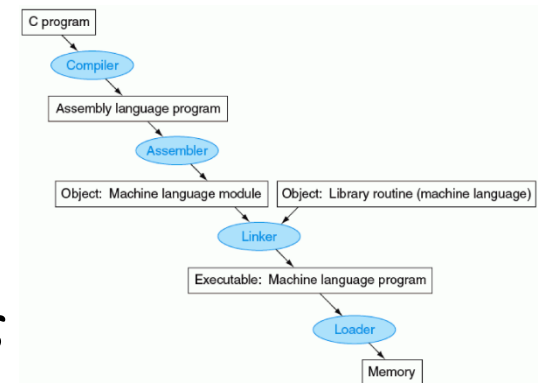 C program
Compiler
Assembly language program
Assembler
Object: Machine language module
Object: Library routine (machine language)
Linker
Executable: Machine language program
Loader
Memory